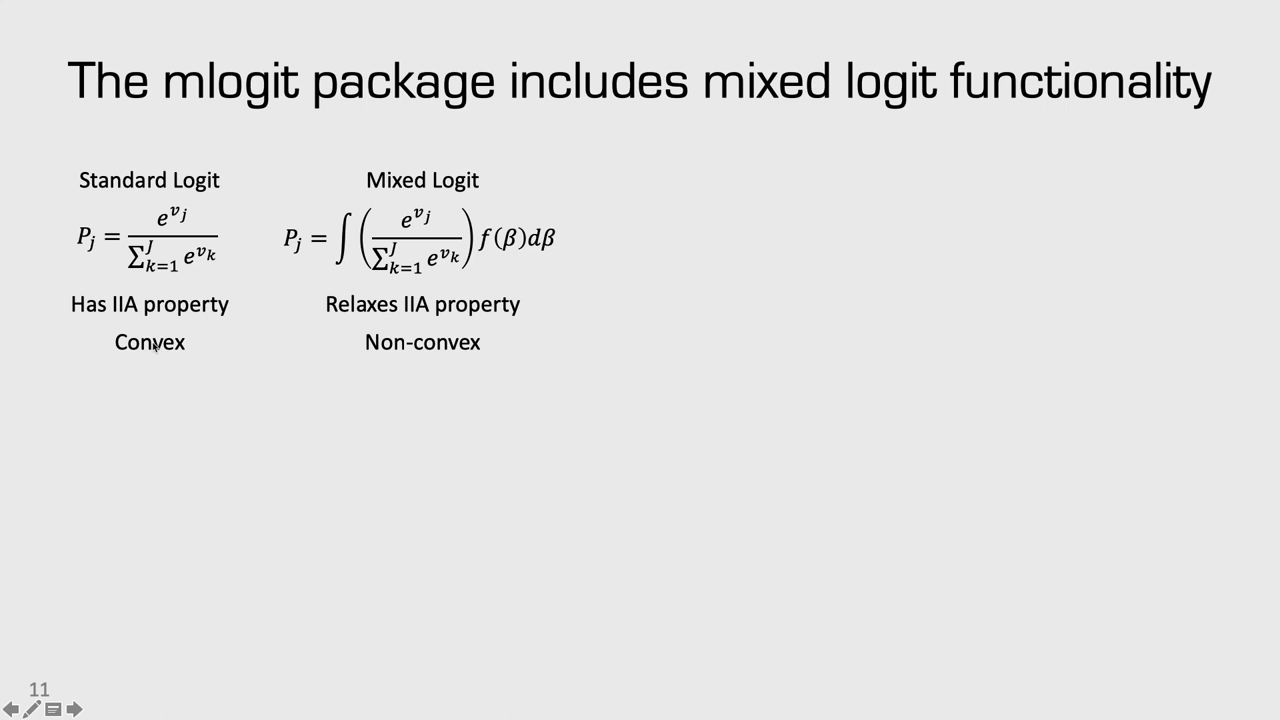 The mlogit package includes mixed logit functionality
Standard Logit
Mixed Logit
$P_j = \frac{e^{v_j}}{\sum_{k=1}^{J} e^{v_k}}$
$P_j = \int \left( \frac{e^{v_j}}{\sum_{k=1}^{J} e^{v_k}} \right) f(\beta) d\beta$
Has IIA property
Relaxes IIA property
Convex
Non-convex
11